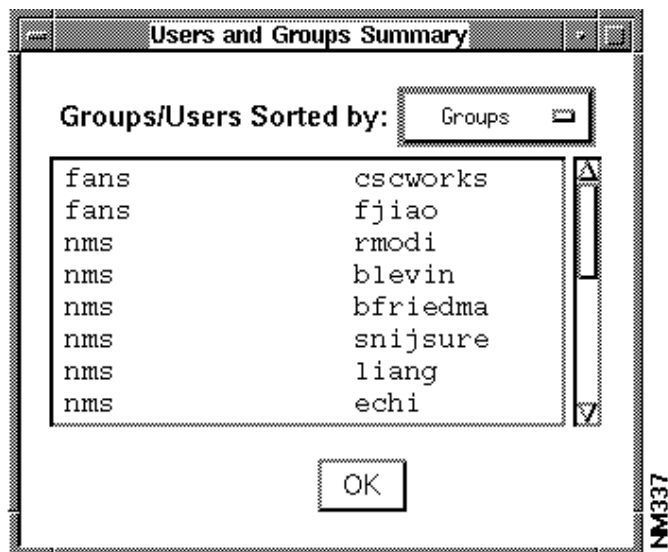 Users and Groups Summary
Groups/Users Sorted by: Groups
fans cscworks
fans fjiao
nms rmodi
nms blevin
nms bfriedma
nms snijsure
nms liang
nms echi
OK
NM337